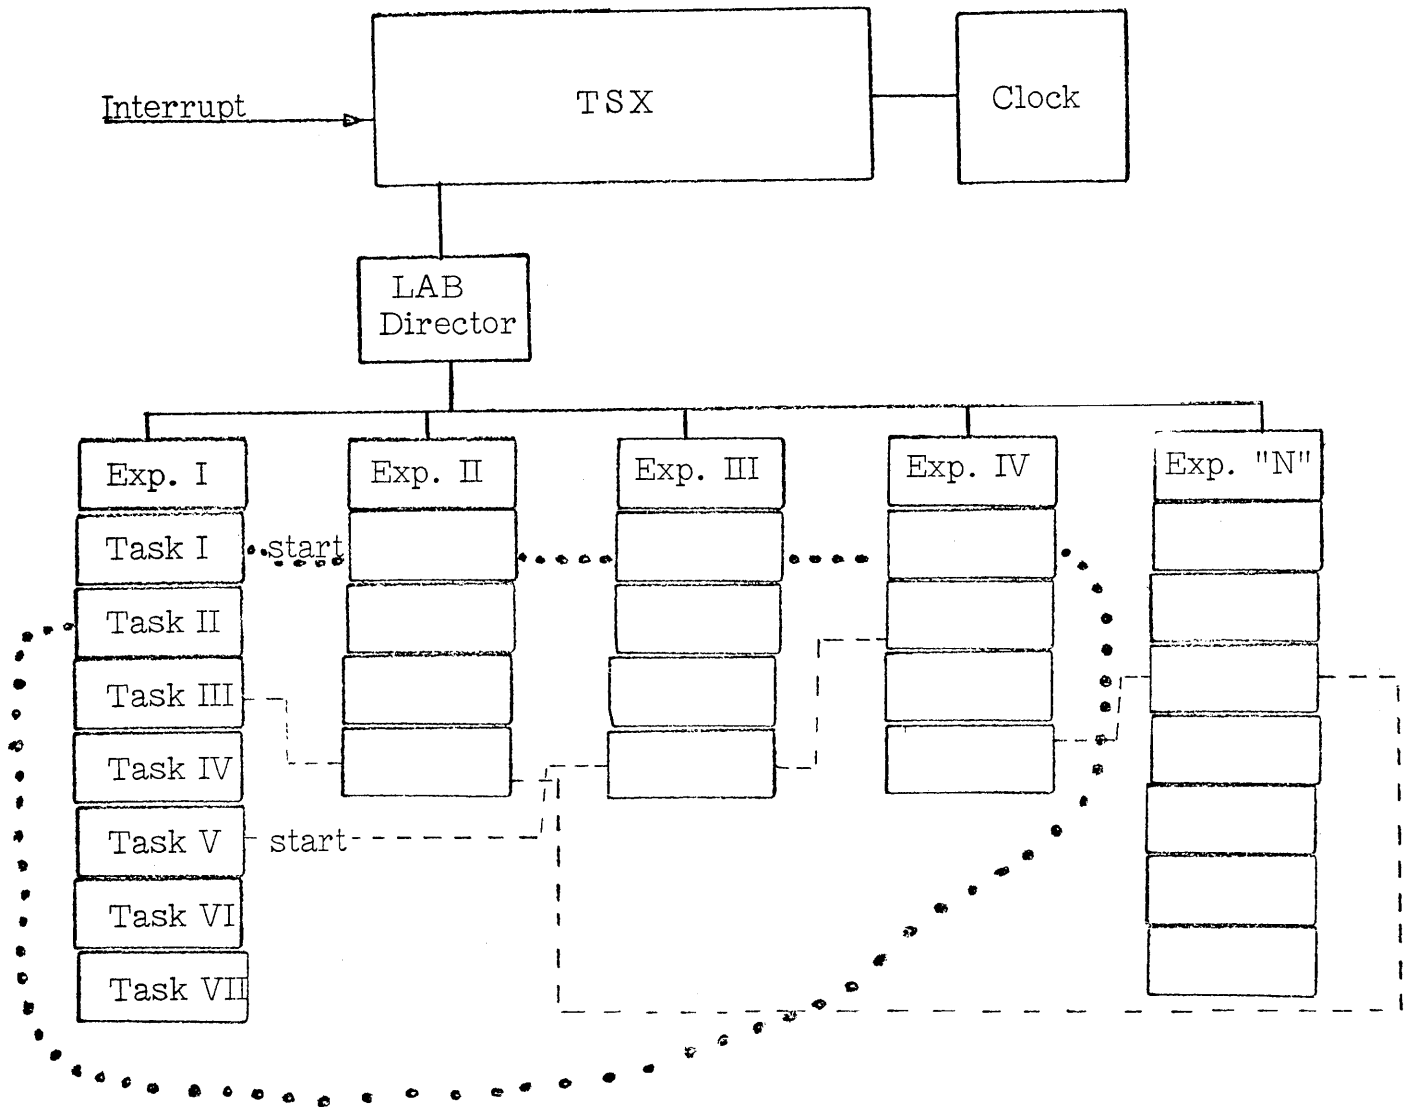 Interrupt
TSX
Clock
LAB
Director
Exp. I
Exp. II
Exp. III
Exp. IV
Exp. "N"
Task I
start
Task II
Task III
Task IV
Task V
start
Task VI
Task VII